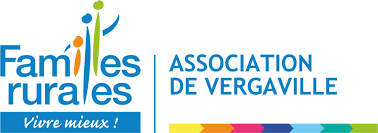 Familles
rurales
Vivre mieux !
ASSOCIATION
DE VERGAVILLE